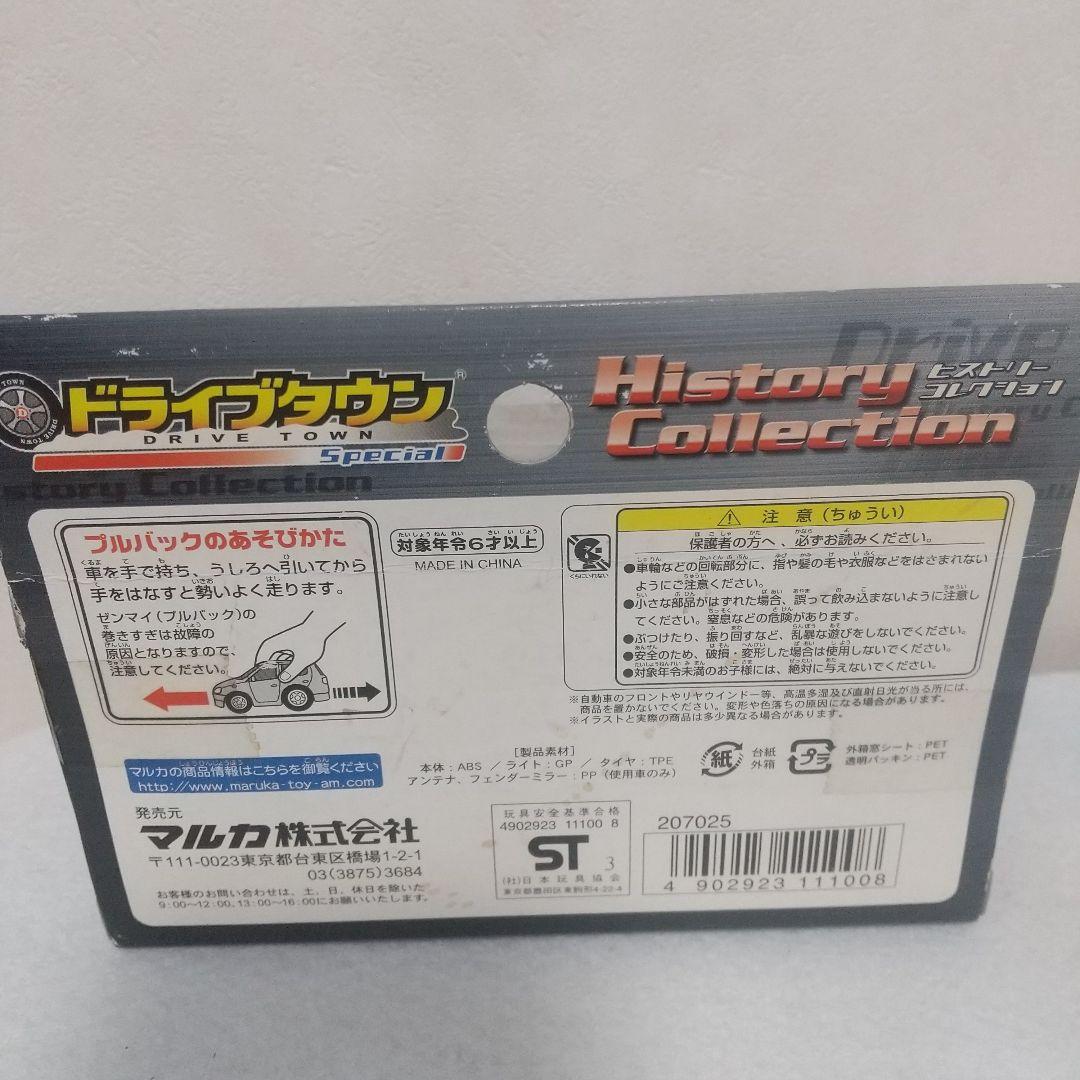 TOWN
D
DRIVE TOWN
ドライブタウン®
DRIVE TOWN
Special
History
Collection
ヒストリー
コレクション
Drive
story Collection
プルバックのあそびかた
車を手で持ち、うしろへ引いてから
手をはなすと勢いよく走ります。
ゼンマイ(プルバック)の
巻きすぎは故障の
原因となりますので、
注意してください。
対象年令6才以上
MADE IN CHINA
くちにいれない
注意(ちゅうい)
保護者の方へ、必ずお読みください。
●車輪などの回転部分に、指や髪の毛や衣服などをはさまれない
ようにご注意ください。
●小さな部品がはずれた場合、誤って飲み込まないように注意し
てください。窒息などの危険があります。
●ぶつけたり、振り回すなど、乱暴な遊びをしないでください。
●安全のため、破損・変形した場合は使用しないでください。
●対象年令未満のお子様には、絶対に与えないでください。
※自動車のフロントやリヤウインドー等、高温多湿及び直射日光が当る所には、
商品を置かないでください。変形や色落ちの原因になる場合があります。
※イラストと実際の商品は多少異なる場合があります。
マルカの商品情報はこちらを御覧ください
http://www.maruka-toy-am.com
[製品素材]
本体:ABS /ライト:GP / タイヤ:TPE
アンテナ、フェンダーミラー:PP(使用車のみ)
紙
台紙
外箱
プラ
外箱窓シート:PET
透明パッキン:PET
発売元
マルカ株式会社
〒111-0023東京都台東区橋場1-2-1
03(3875)3684
お客様のお問い合わせは、土、日、休日を除いた
9:00~12:00、13:00~16:00にお願いいたします。
玩具安全基準合格
4902923 11100 8
ST 3
(社)日本玩具協会
東京都墨田区東駒形4-22-4
207025
4 902923 111008